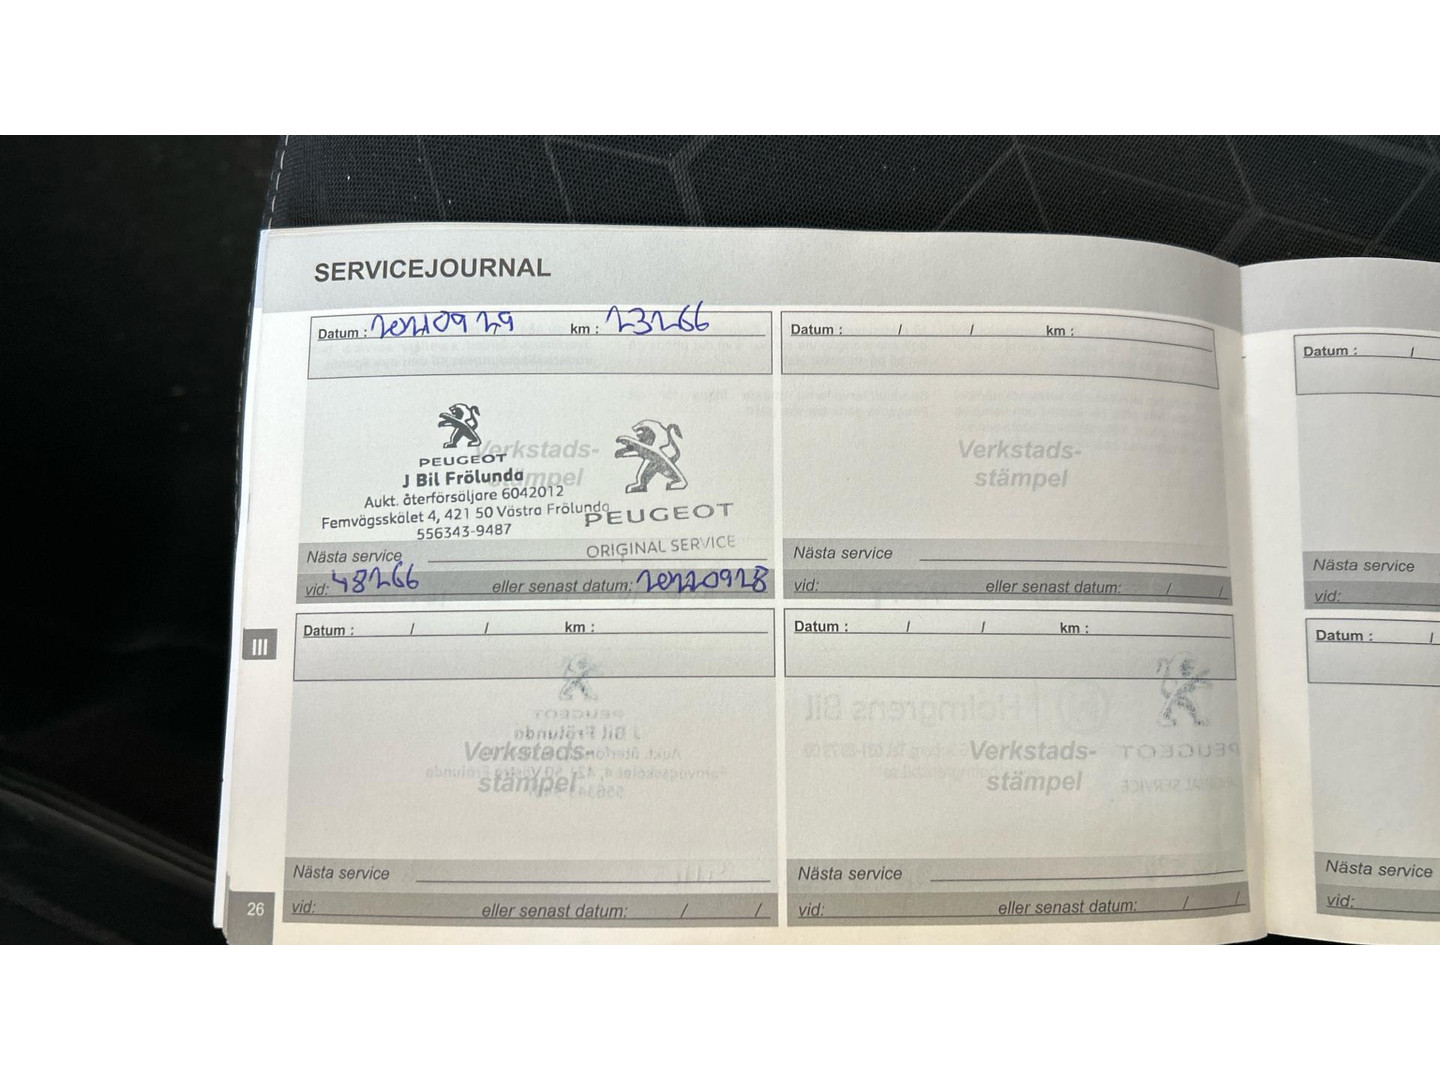 SERVICEJOURNAL
Datum : 20210929 km : 23266
Verkstads-
stämpel
PEUGEOT
J Bil Frölunda
Aukt. återförsäljare 6042012
Femvägsskälet 4, 421 50 Västra Frölunda
556343-9487
PEUGEOT
ORIGINAL SERVICE
Nästa service
vid: 48266 eller senast datum: 20220928
Datum : / / km :
Verkstads-
stämpel
Nästa service
vid: eller senast datum: / /
Datum : /
Nästa service
vid:
III
Datum : / / km :
Verkstads-
stämpel
Nästa service
vid: eller senast datum: / /
Datum : / / km :
Verkstads-
stämpel
Nästa service
vid: eller senast datum: / /
Datum : /
Nästa service
vid:
26